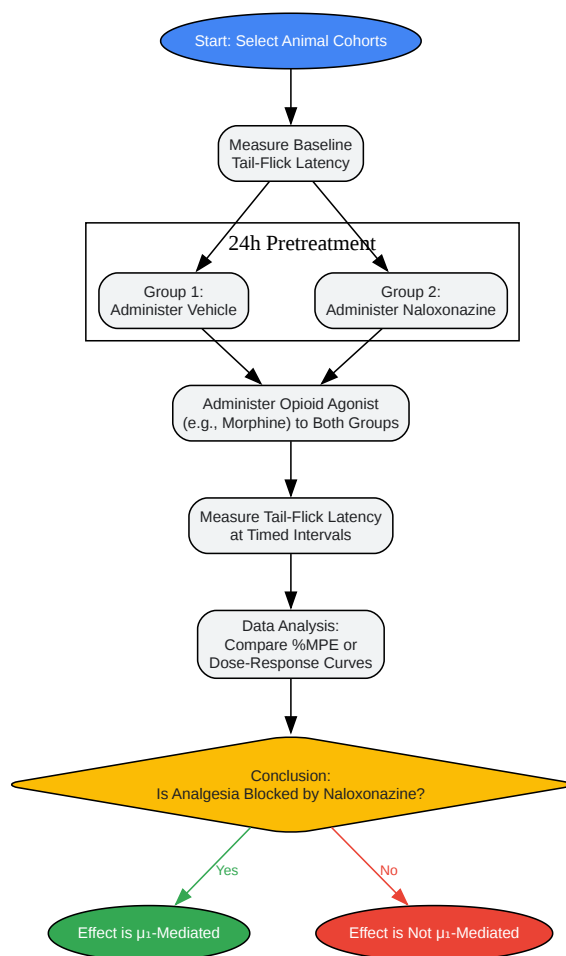 Start: Select Animal Cohorts
Measure Baseline
Tail-Flick Latency
24h Pretreatment
Group 1:
Administer Vehicle
Group 2:
Administer Naloxonazine
Administer Opioid Agonist
(e.g., Morphine) to Both Groups
Measure Tail-Flick Latency
at Timed Intervals
Data Analysis:
Compare %MPE or
Dose-Response Curves
Conclusion:
Is Analgesia Blocked by Naloxonazine?
Yes
No
Effect is μ₁-Mediated
Effect is Not μ₁-Mediated